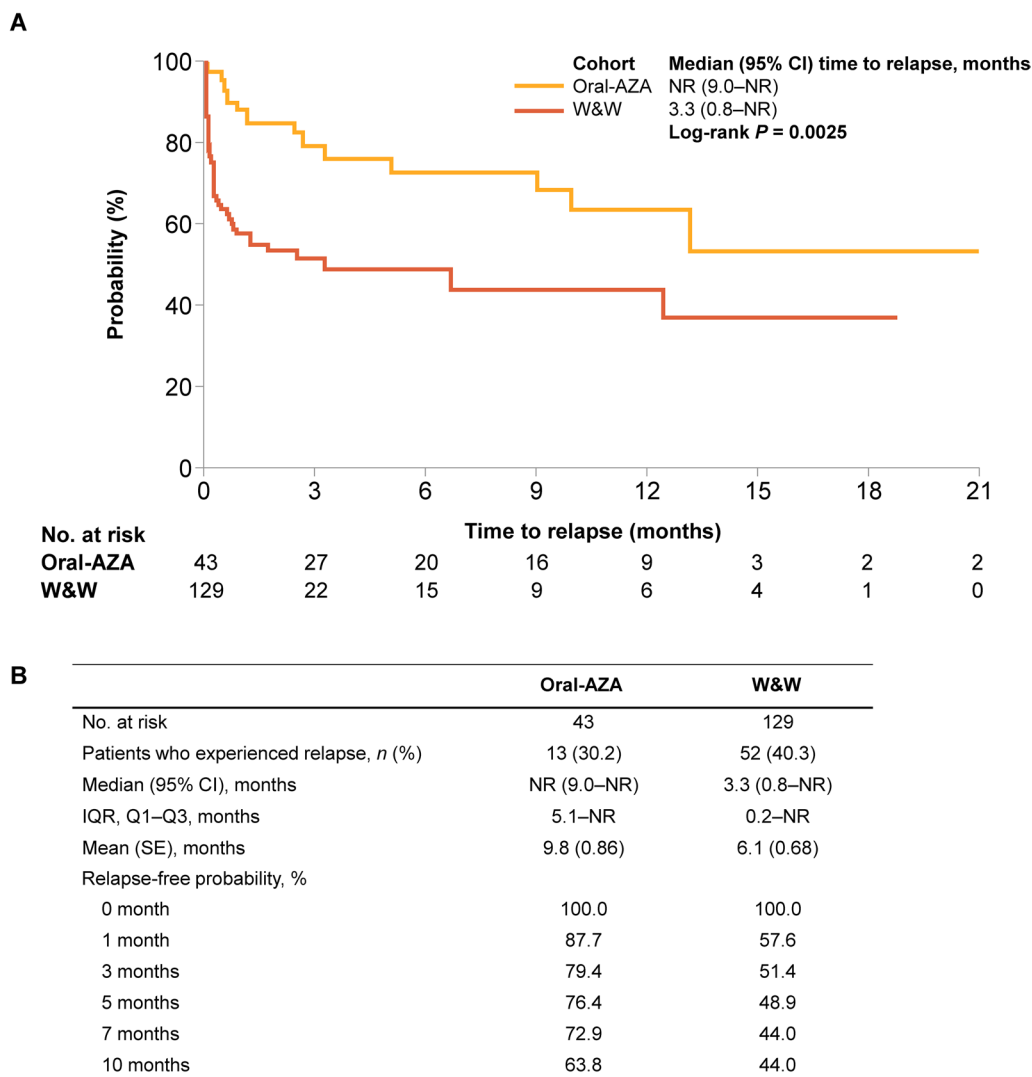 A
Cohort Median (95% CI) time to relapse, months
Oral-AZA NR (9.0–NR)
W&W 3.3 (0.8–NR)
Log-rank P = 0.0025
Probability (%)
100
80
60
40
20
0
0 3 6 9 12 15 18 21
Time to relapse (months)
No. at risk
Oral-AZA 43 27 20 16 9 3 2 2
W&W 129 22 15 9 6 4 1 0
B
Oral-AZA W&W
No. at risk 43 129
Patients who experienced relapse, n (%) 13 (30.2) 52 (40.3)
Median (95% CI), months NR (9.0–NR) 3.3 (0.8–NR)
IQR, Q1–Q3, months 5.1–NR 0.2–NR
Mean (SE), months 9.8 (0.86) 6.1 (0.68)
Relapse-free probability, %
0 month 100.0 100.0
1 month 87.7 57.6
3 months 79.4 51.4
5 months 76.4 48.9
7 months 72.9 44.0
10 months 63.8 44.0